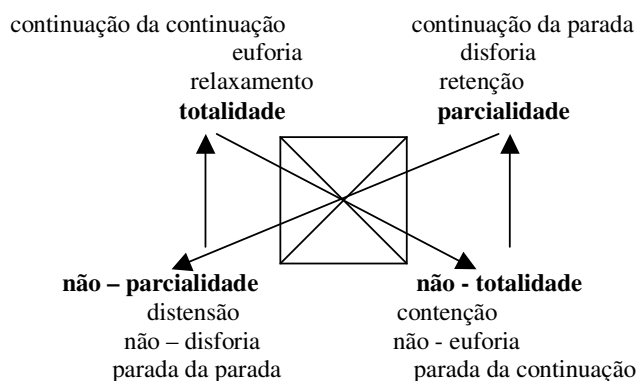 continuação da continuação
euforia
relaxamento
totalidade
continuação da parada
disforia
retenção
parcialidade
não – parcialidade
distensão
não – disforia
parada da parada
não - totalidade
contenção
não - euforia
parada da continuação